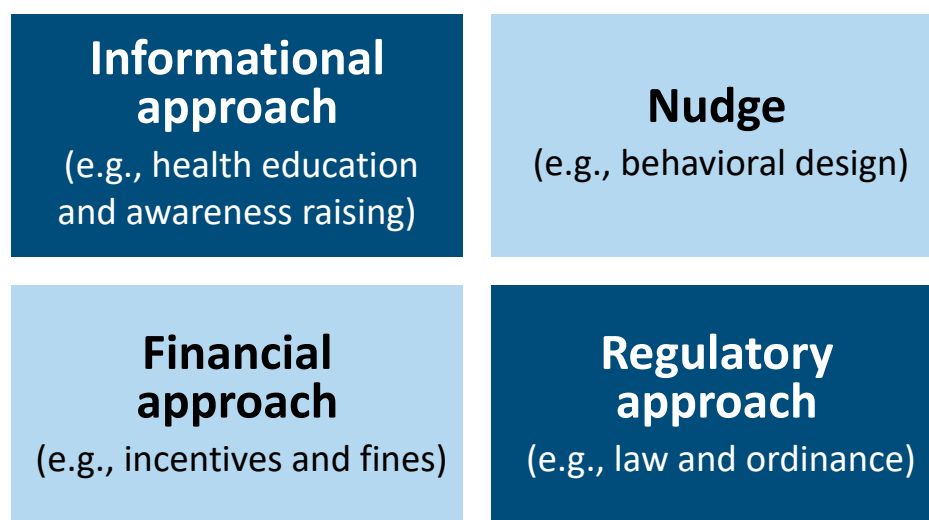 Informational
approach
(e.g., health education
and awareness raising)
Nudge
(e.g., behavioral design)
Financial
approach
(e.g., incentives and fines)
Regulatory
approach
(e.g., law and ordinance)